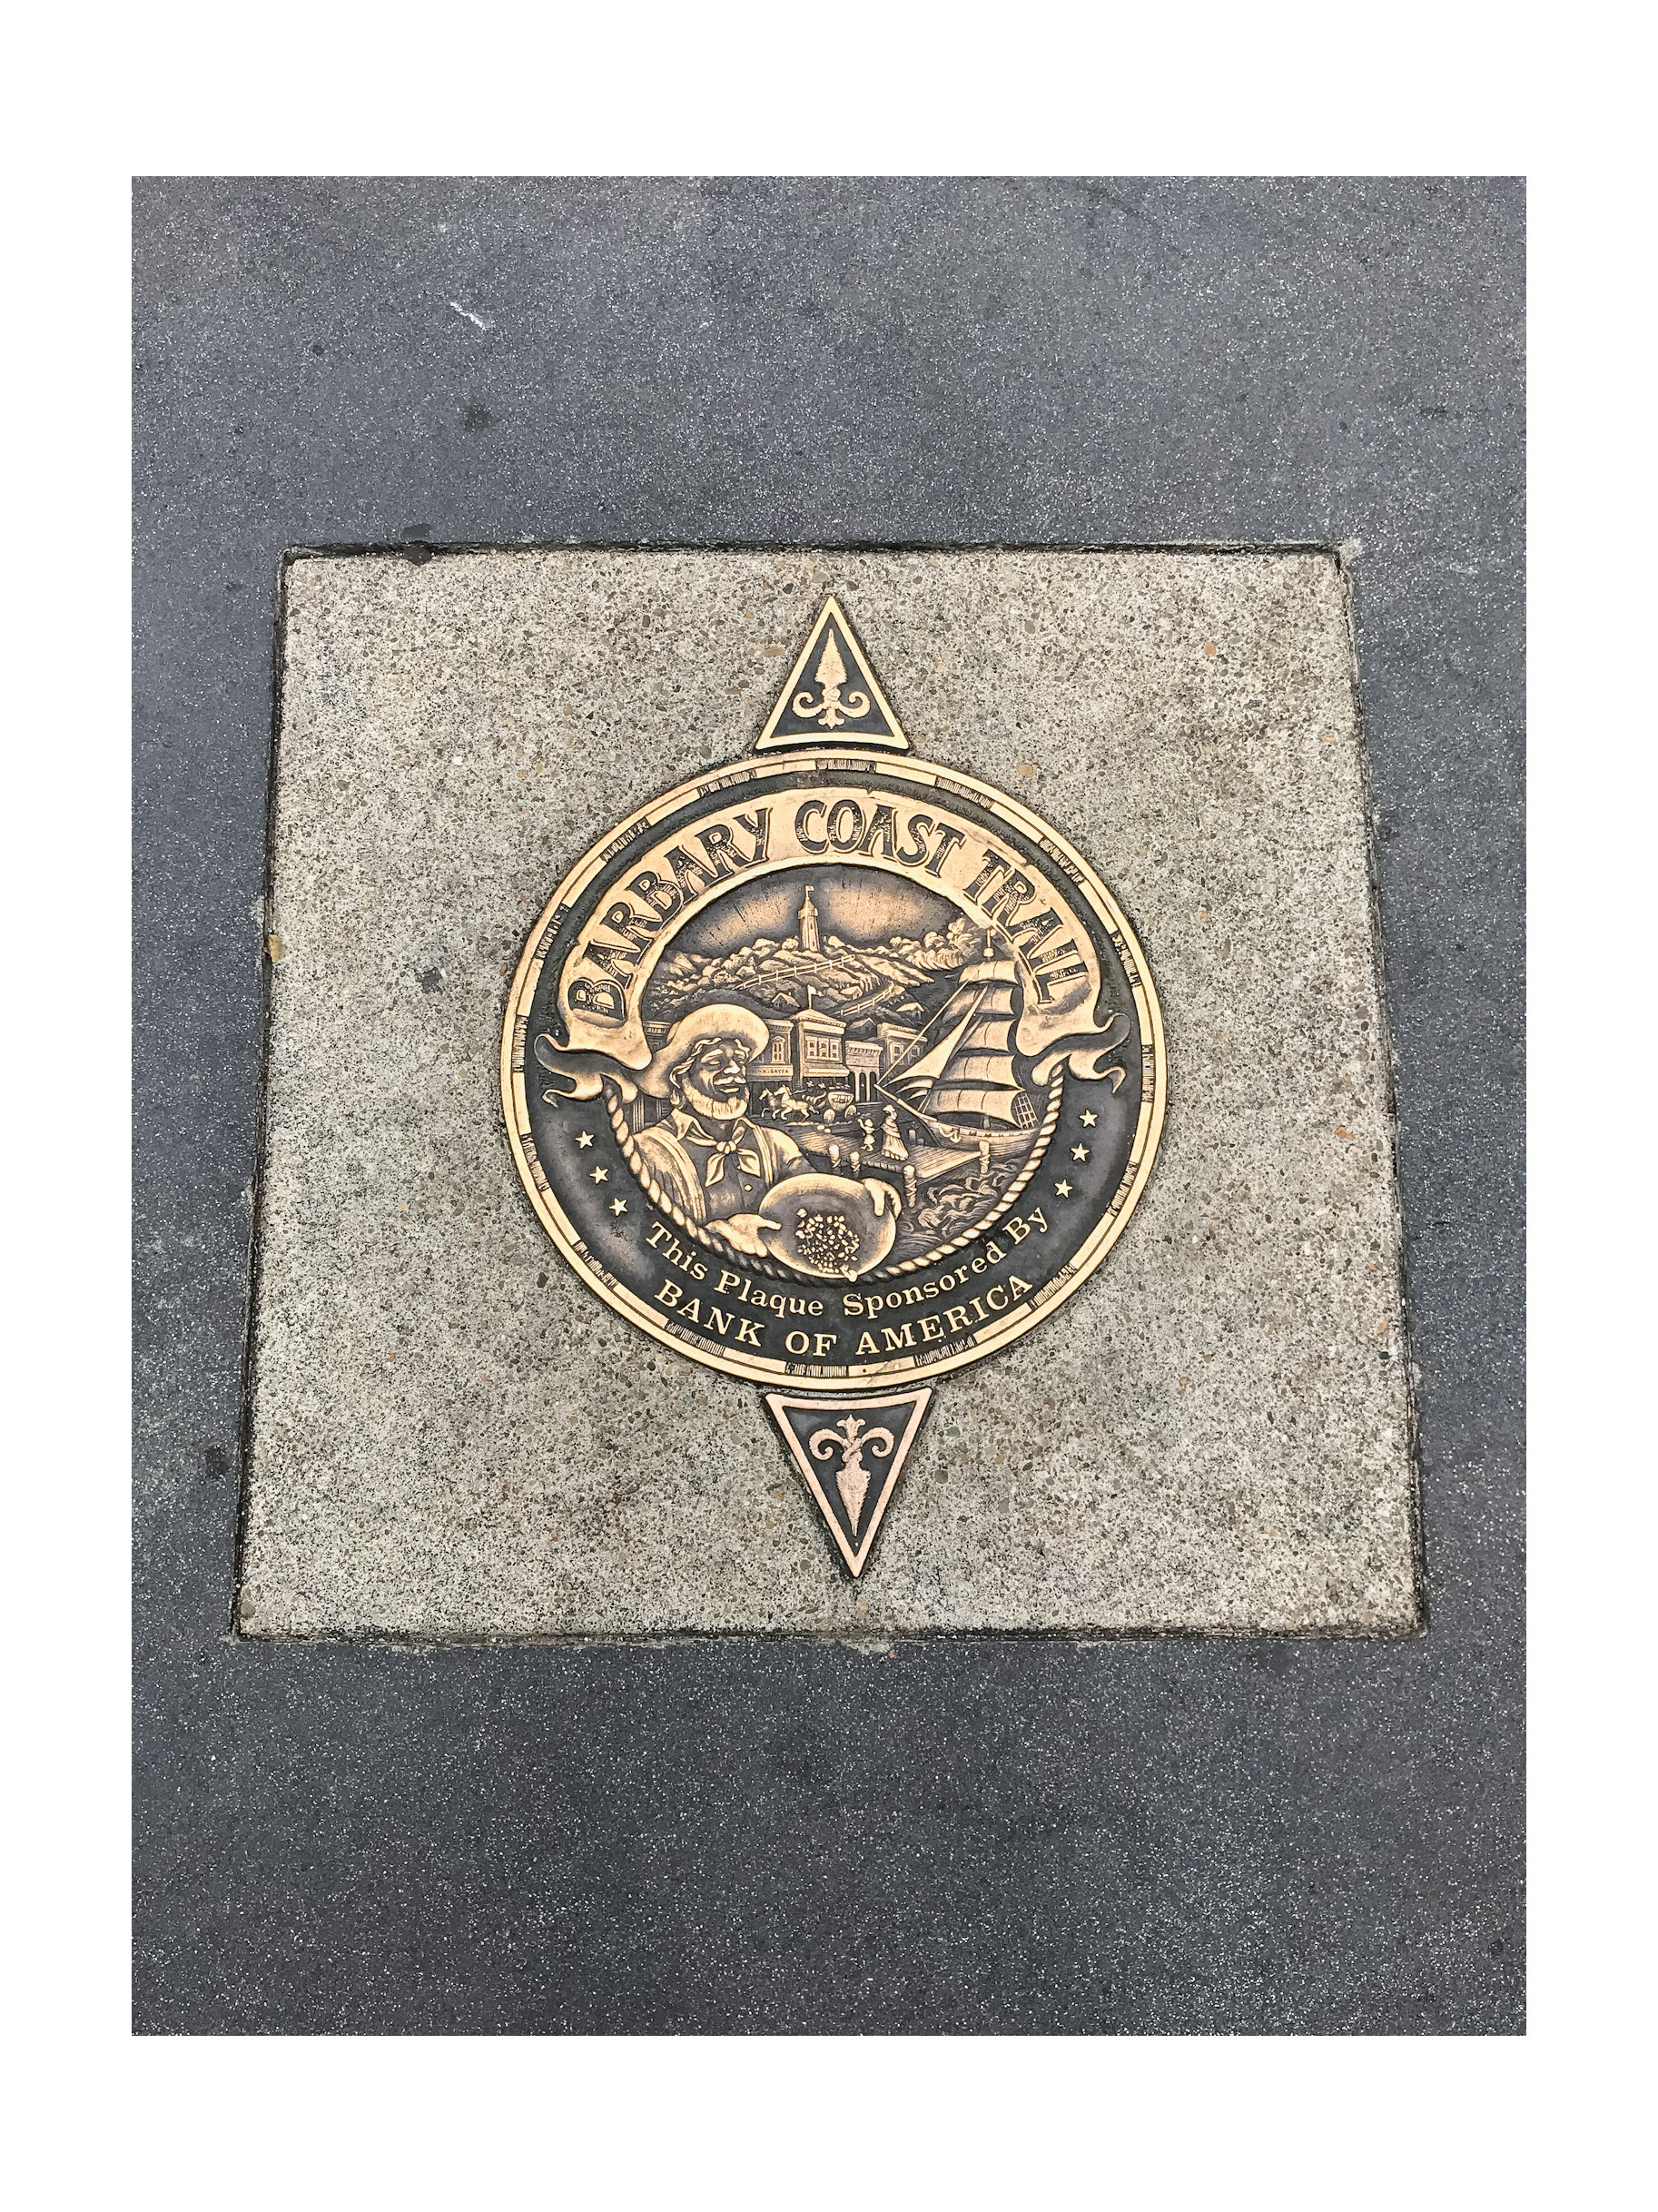 BARBARY COAST TRAIL
This Plaque Sponsored By
BANK OF AMERICA